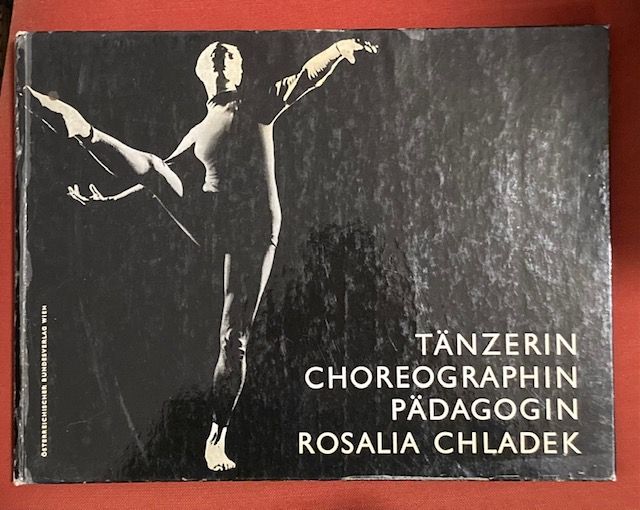 TÄNZERIN
CHOREOGRAPHIN
PÄDAGOGIN
ROSALIA CHLADEK
ÖSTERREICHISCHER BUNDESVERLAG WIEN